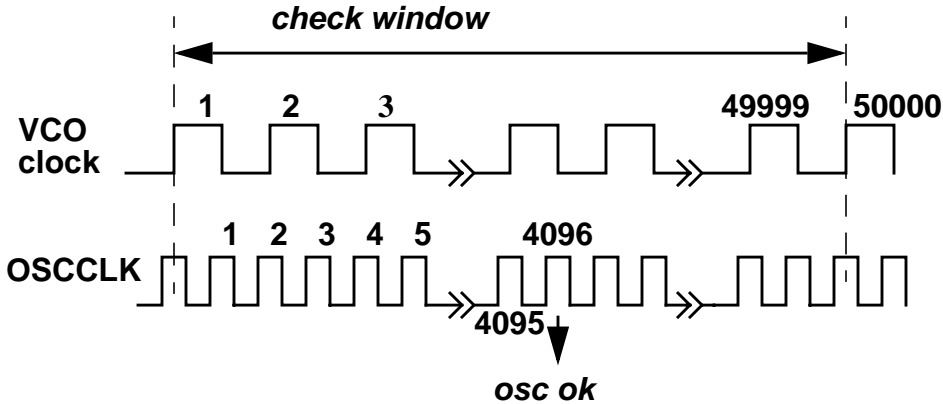 check window
1 2 3 49999 50000
VCO
clock
1 2 3 4 5 4096
OSCCLK
4095
osc ok